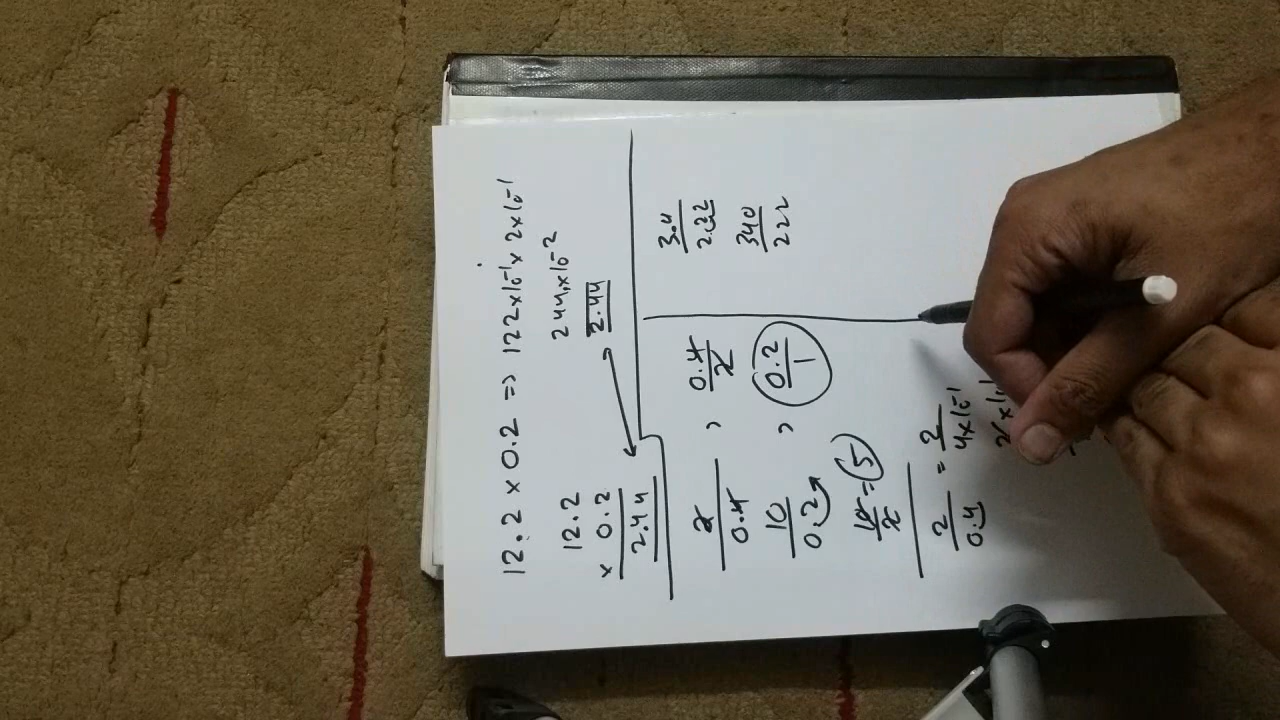 12.2 × 0.2 => 122×10⁻¹ × 2×10⁻¹
244×10⁻²
2.44
12.2
× 0.2
2.44
2/0.4 , 0.4/2
10/0.2 , 0.2/1
10/2 = 5
2/0.4 = 2/4×10⁻¹
3.4/2.22
340/222